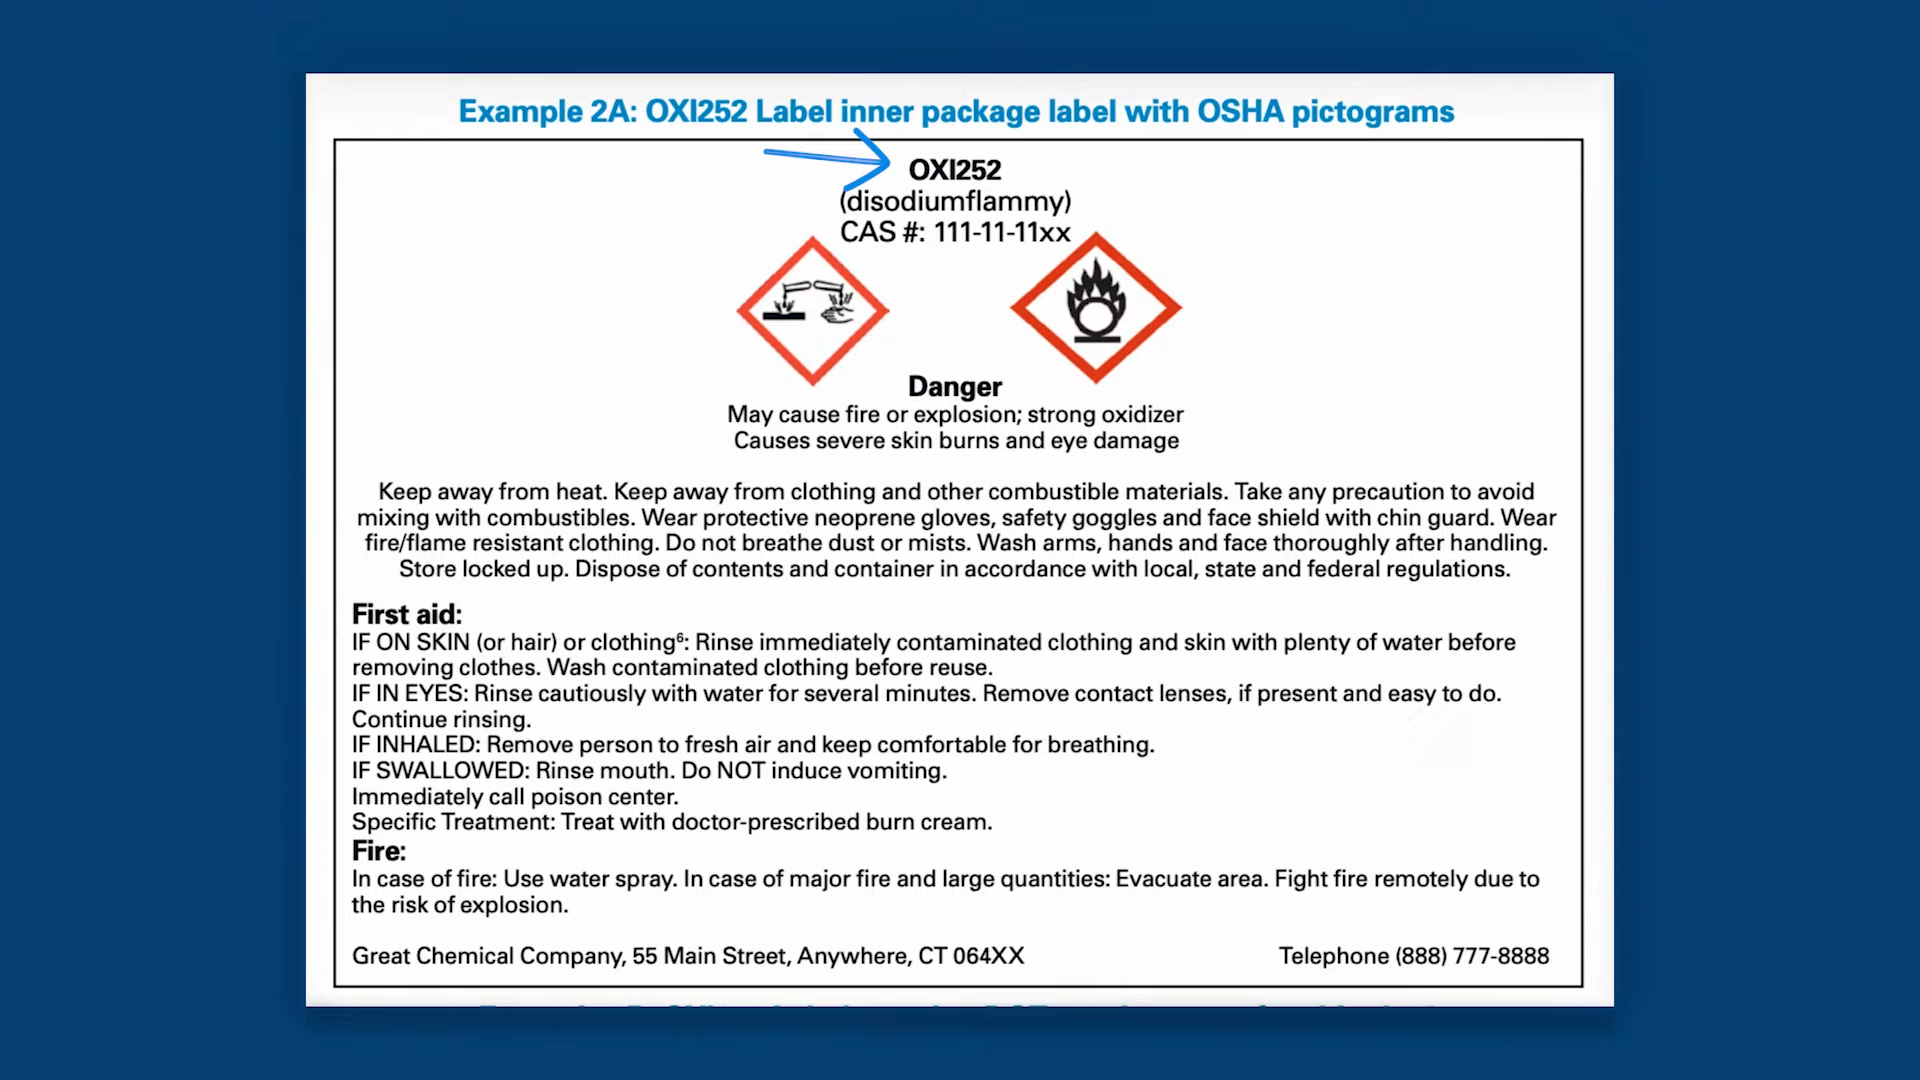 Example 2A: OXI252 Label inner package label with OSHA pictograms
OXI252
(disodiumflammy)
CAS #: 111-11-11xx
Danger
May cause fire or explosion; strong oxidizer
Causes severe skin burns and eye damage
Keep away from heat. Keep away from clothing and other combustible materials. Take any precaution to avoid
mixing with combustibles. Wear protective neoprene gloves, safety goggles and face shield with chin guard. Wear
fire/flame resistant clothing. Do not breathe dust or mists. Wash arms, hands and face thoroughly after handling.
Store locked up. Dispose of contents and container in accordance with local, state and federal regulations.
First aid:
IF ON SKIN (or hair) or clothing⁶: Rinse immediately contaminated clothing and skin with plenty of water before
removing clothes. Wash contaminated clothing before reuse.
IF IN EYES: Rinse cautiously with water for several minutes. Remove contact lenses, if present and easy to do.
Continue rinsing.
IF INHALED: Remove person to fresh air and keep comfortable for breathing.
IF SWALLOWED: Rinse mouth. Do NOT induce vomiting.
Immediately call poison center.
Specific Treatment: Treat with doctor-prescribed burn cream.
Fire:
In case of fire: Use water spray. In case of major fire and large quantities: Evacuate area. Fight fire remotely due to
the risk of explosion.
Great Chemical Company, 55 Main Street, Anywhere, CT 064XX
Telephone (888) 777-8888